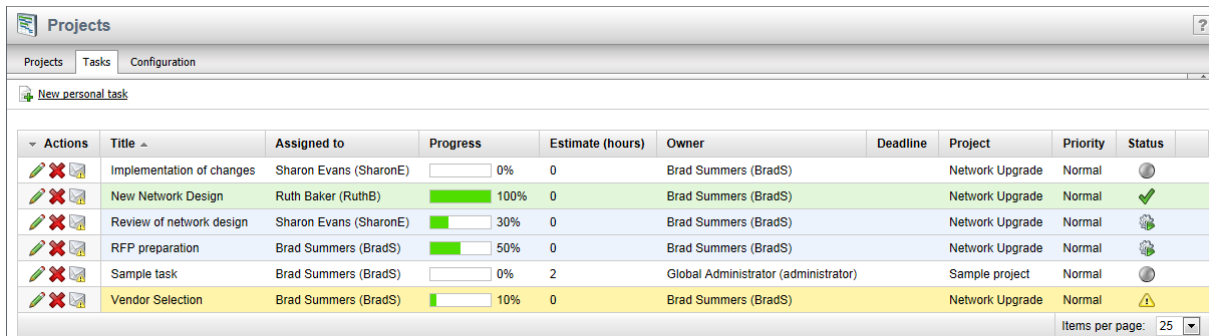 Projects
?
Projects Tasks Configuration
New personal task
Actions Title Assigned to Progress Estimate (hours) Owner Deadline Project Priority Status
Implementation of changes Sharon Evans (SharonE) 0% 0 Brad Summers (BradS) Network Upgrade Normal
New Network Design Ruth Baker (RuthB) 100% 0 Brad Summers (BradS) Network Upgrade Normal
Review of network design Sharon Evans (SharonE) 30% 0 Brad Summers (BradS) Network Upgrade Normal
RFP preparation Brad Summers (BradS) 50% 0 Brad Summers (BradS) Network Upgrade Normal
Sample task Brad Summers (BradS) 0% 2 Global Administrator (administrator) Sample project Normal
Vendor Selection Brad Summers (BradS) 10% 0 Brad Summers (BradS) Network Upgrade Normal
Items per page: 25